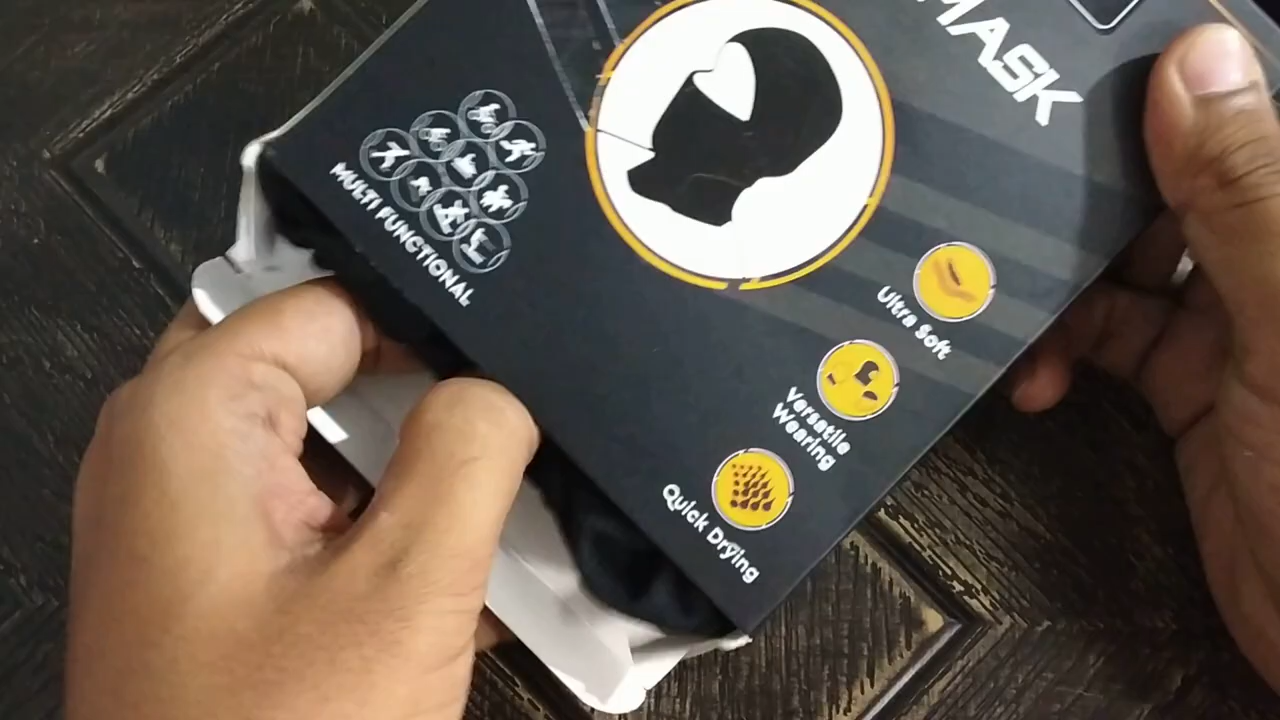 MASK
MULTI FUNCTIONAL
Ultra Soft
Versatile
Wearing
Quick Drying